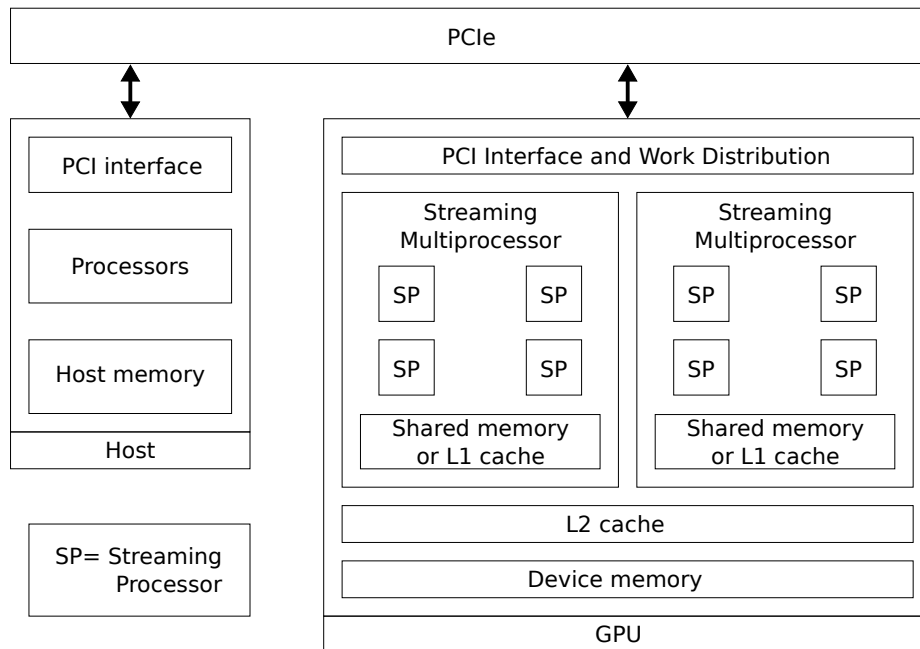 PCIe
PCI interface
Processors
Host memory
Host
SP= Streaming
Processor
PCI Interface and Work Distribution
Streaming
Multiprocessor
SP
SP
SP
SP
Shared memory
or L1 cache
Streaming
Multiprocessor
SP
SP
SP
SP
Shared memory
or L1 cache
L2 cache
Device memory
GPU